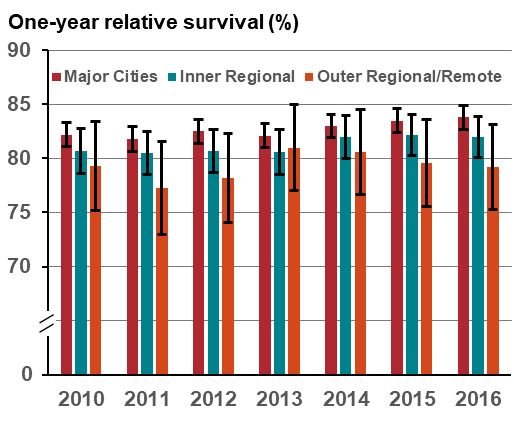 One-year relative survival (%)
90
Major Cities Inner Regional Outer Regional/Remote
85
80
75
70
0
2010 2011 2012 2013 2014 2015 2016